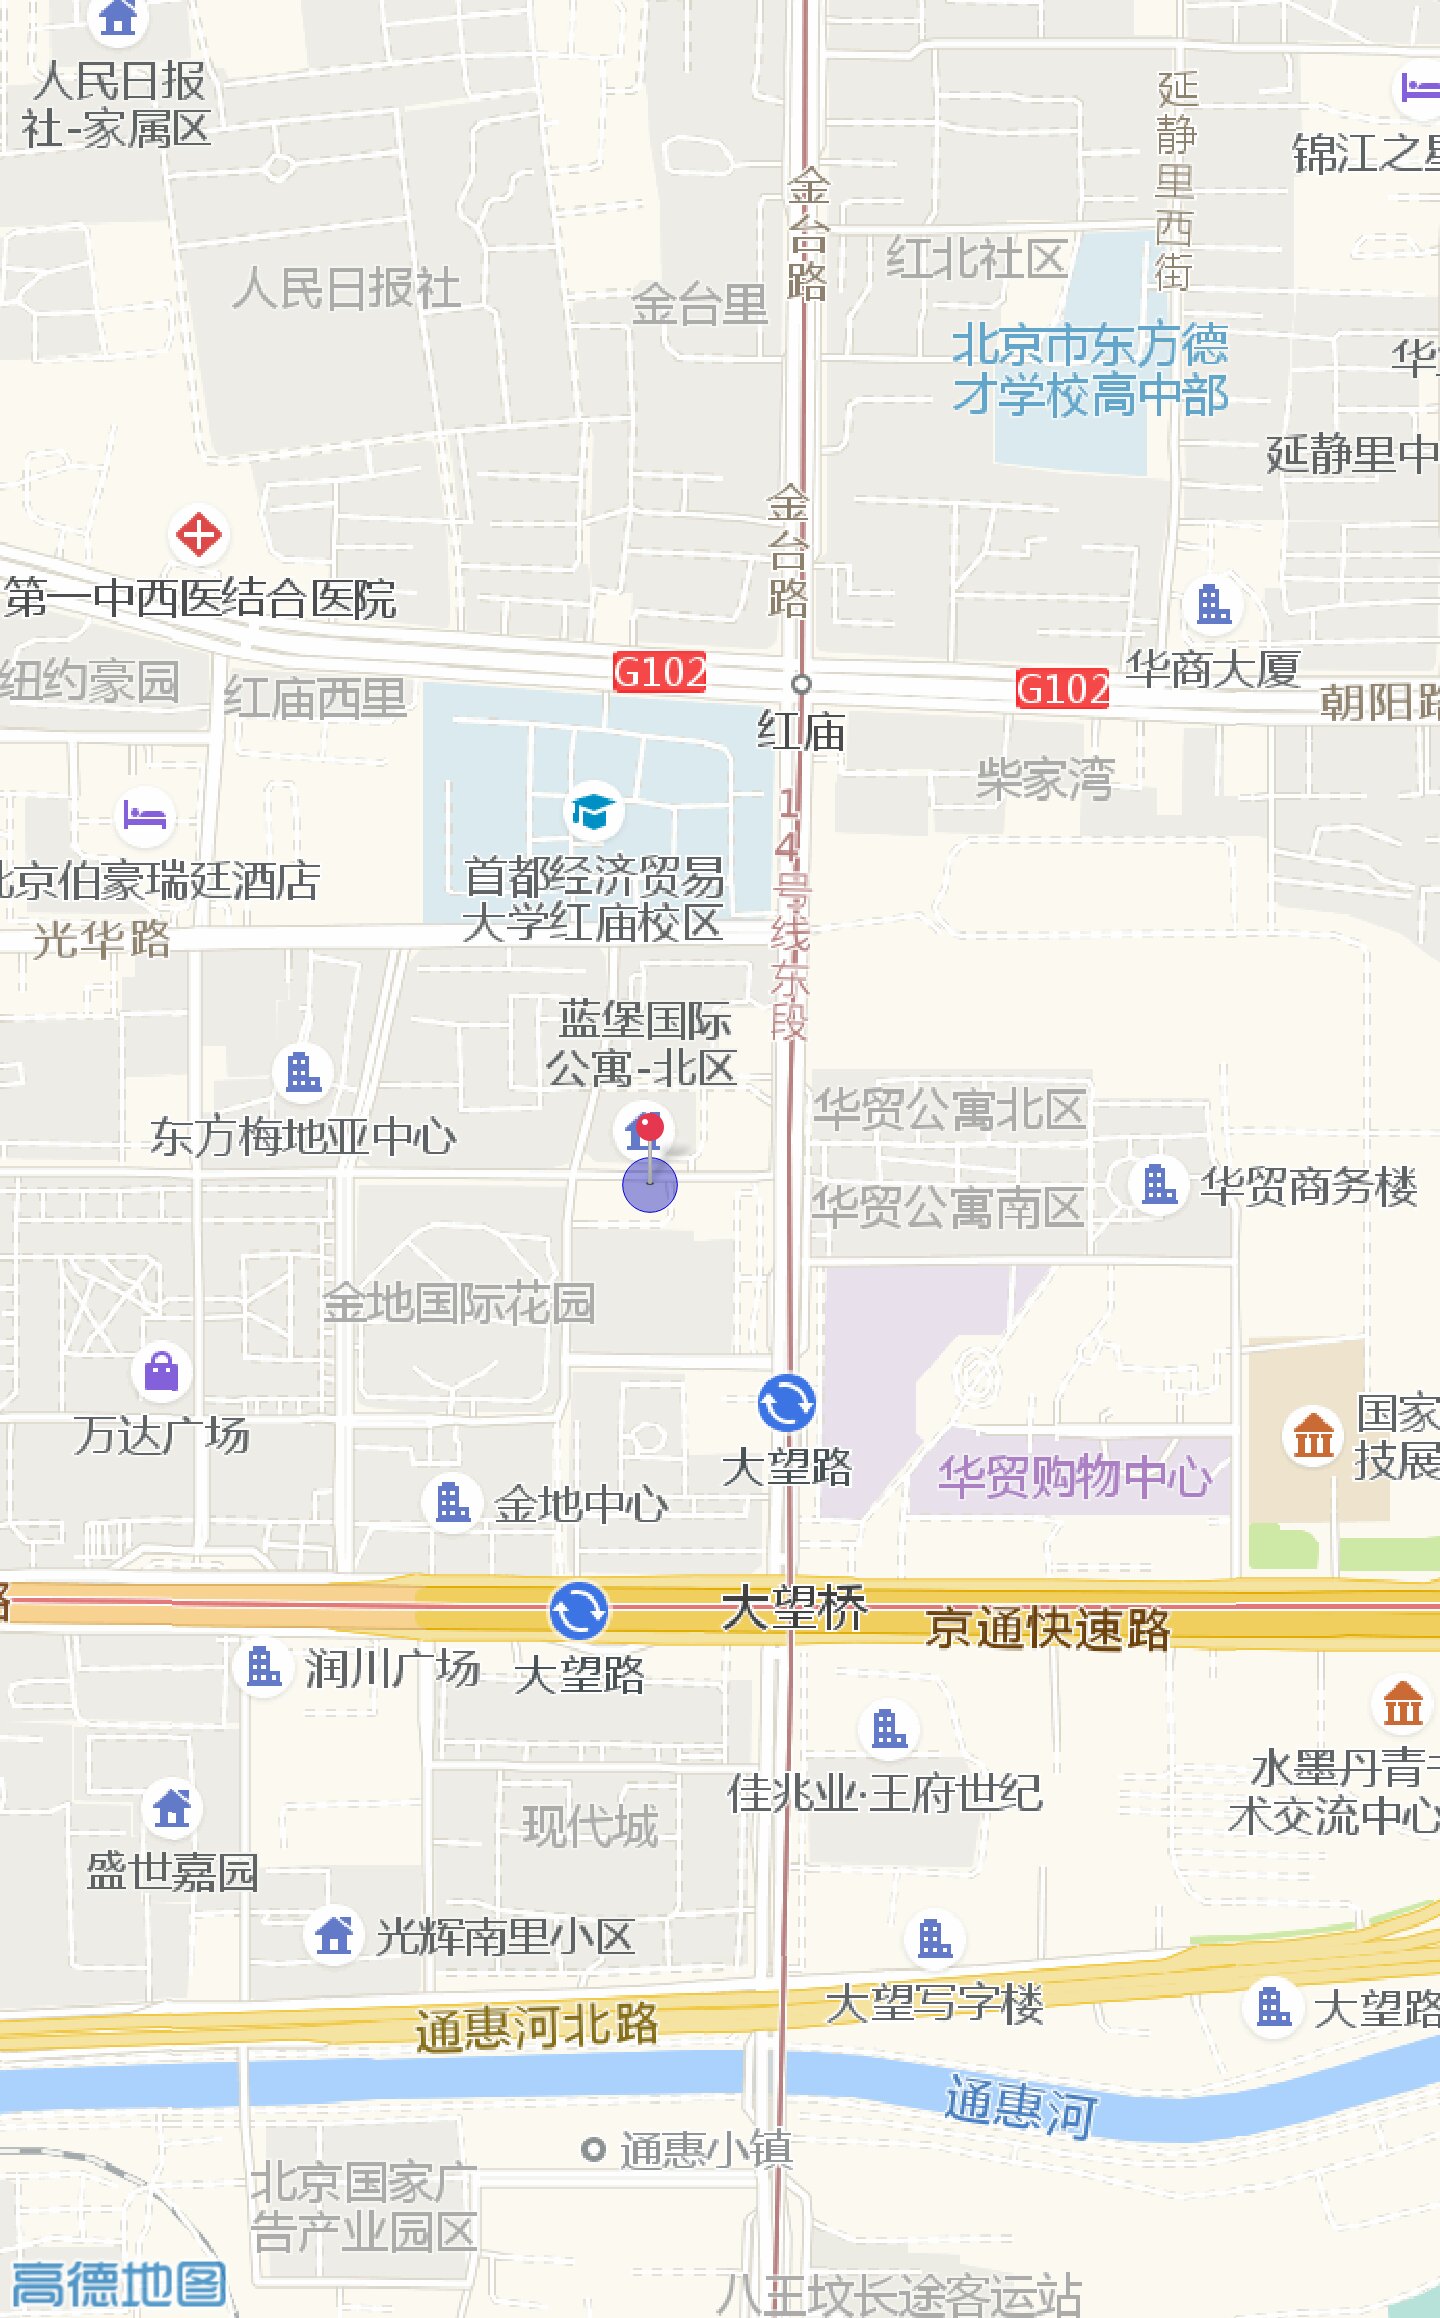 人民日报
社-家属区
延静里西街
锦江之星
金台路
红北社区
人民日报社
金台里
北京市东方德
才学校高中部
延静里中
金台路
第一中西医结合医院
华商大厦
G102
G102
纽约豪园
红庙西里
朝阳路
红庙
柴家湾
14号线东段
北京伯豪瑞廷酒店
首都经济贸易
大学红庙校区
光华路
蓝堡国际
公寓-北区
东方梅地亚中心
华贸公寓北区
华贸商务楼
华贸公寓南区
金地国际花园
万达广场
国家
技展
大望路
华贸购物中心
金地中心
路
大望桥
京通快速路
润川广场
大望路
佳兆业·王府世纪
水墨丹青
术交流中心
现代城
盛世嘉园
光辉南里小区
大望写字楼
大望路
通惠河北路
通惠河
通惠小镇
北京国家广
告产业园区
高德地图
八王坟长途客运站